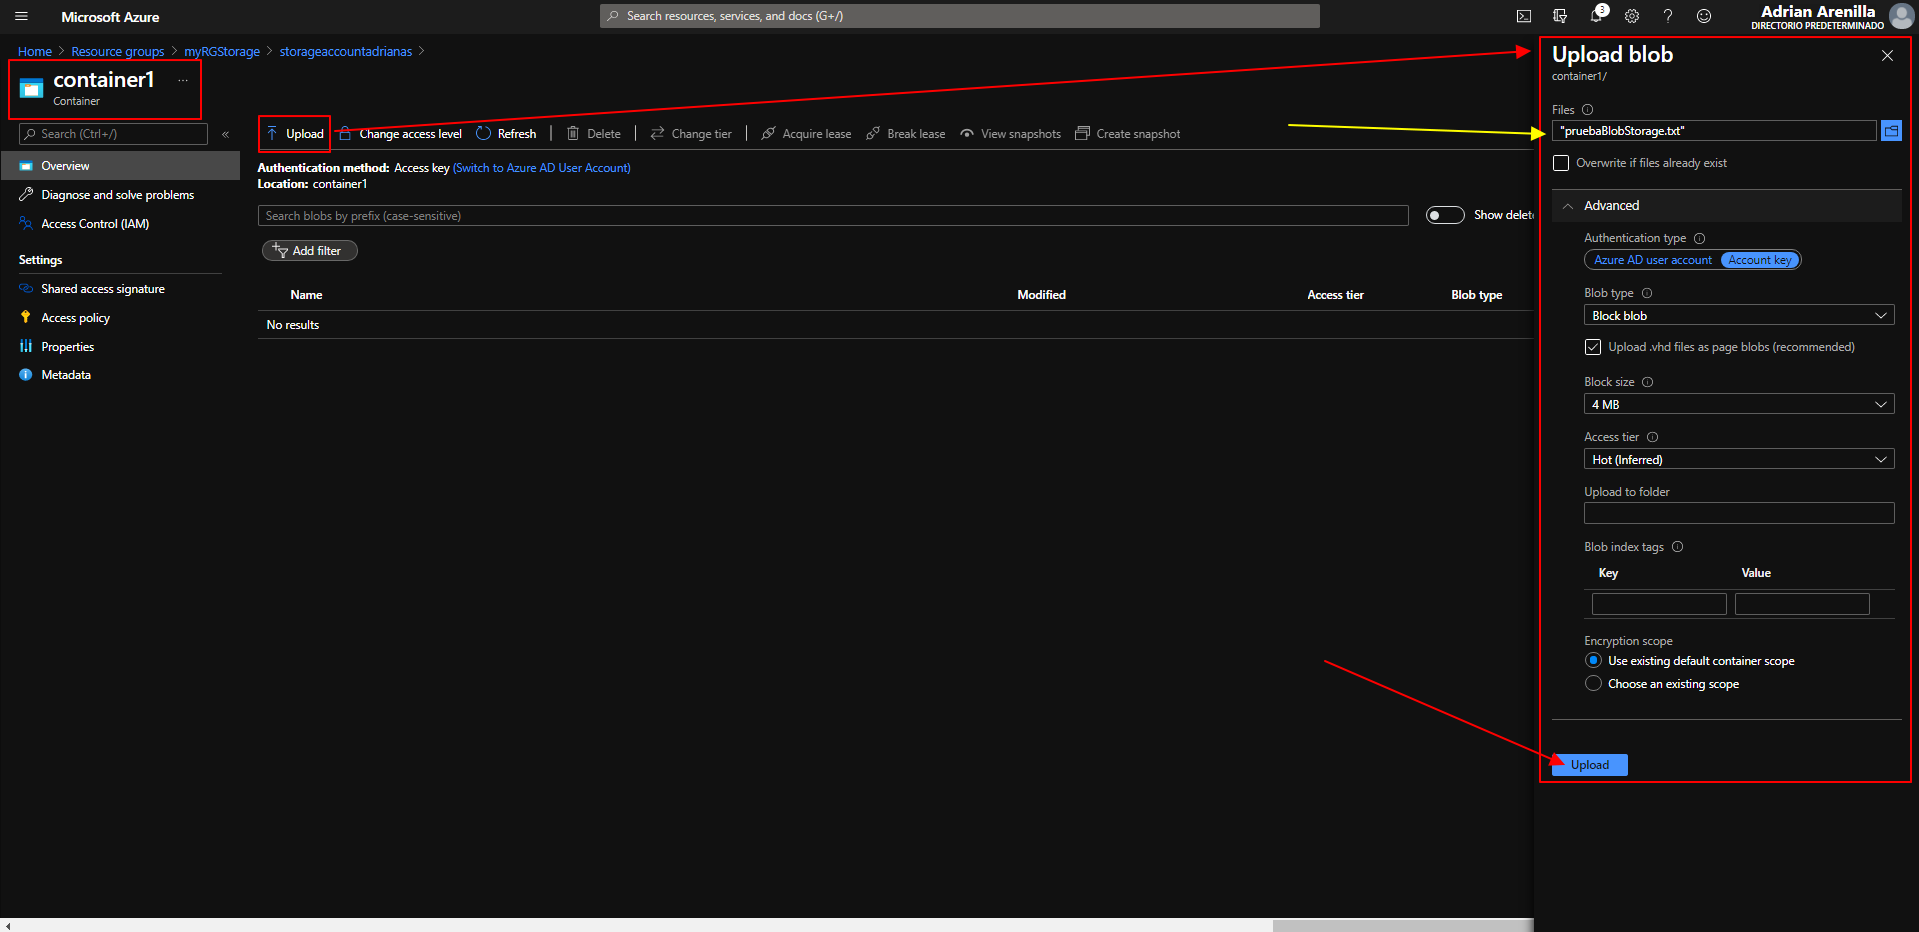 Microsoft Azure
Search resources, services, and docs (G+/)
3
Adrian Arenilla
DIRECTORIO PREDETERMINADO
Home > Resource groups > myRGStorage > storageaccountadrianas >
container1 ...
Container
Search (Ctrl+/) «
Overview
Diagnose and solve problems
Access Control (IAM)
Settings
Shared access signature
Access policy
Properties
Metadata
Upload Change access level Refresh | Delete | Change tier | Acquire lease Break lease View snapshots Create snapshot
Authentication method: Access key (Switch to Azure AD User Account)
Location: container1
Search blobs by prefix (case-sensitive) Show delete
Add filter
Name Modified Access tier Blob type
No results
Upload blob
container1/
Files
"pruebaBlobStorage.txt"
Overwrite if files already exist
Advanced
Authentication type
Azure AD user account Account key
Blob type
Block blob
Upload .vhd files as page blobs (recommended)
Block size
4 MB
Access tier
Hot (Inferred)
Upload to folder
Blob index tags
Key Value
Encryption scope
Use existing default container scope
Choose an existing scope
Upload